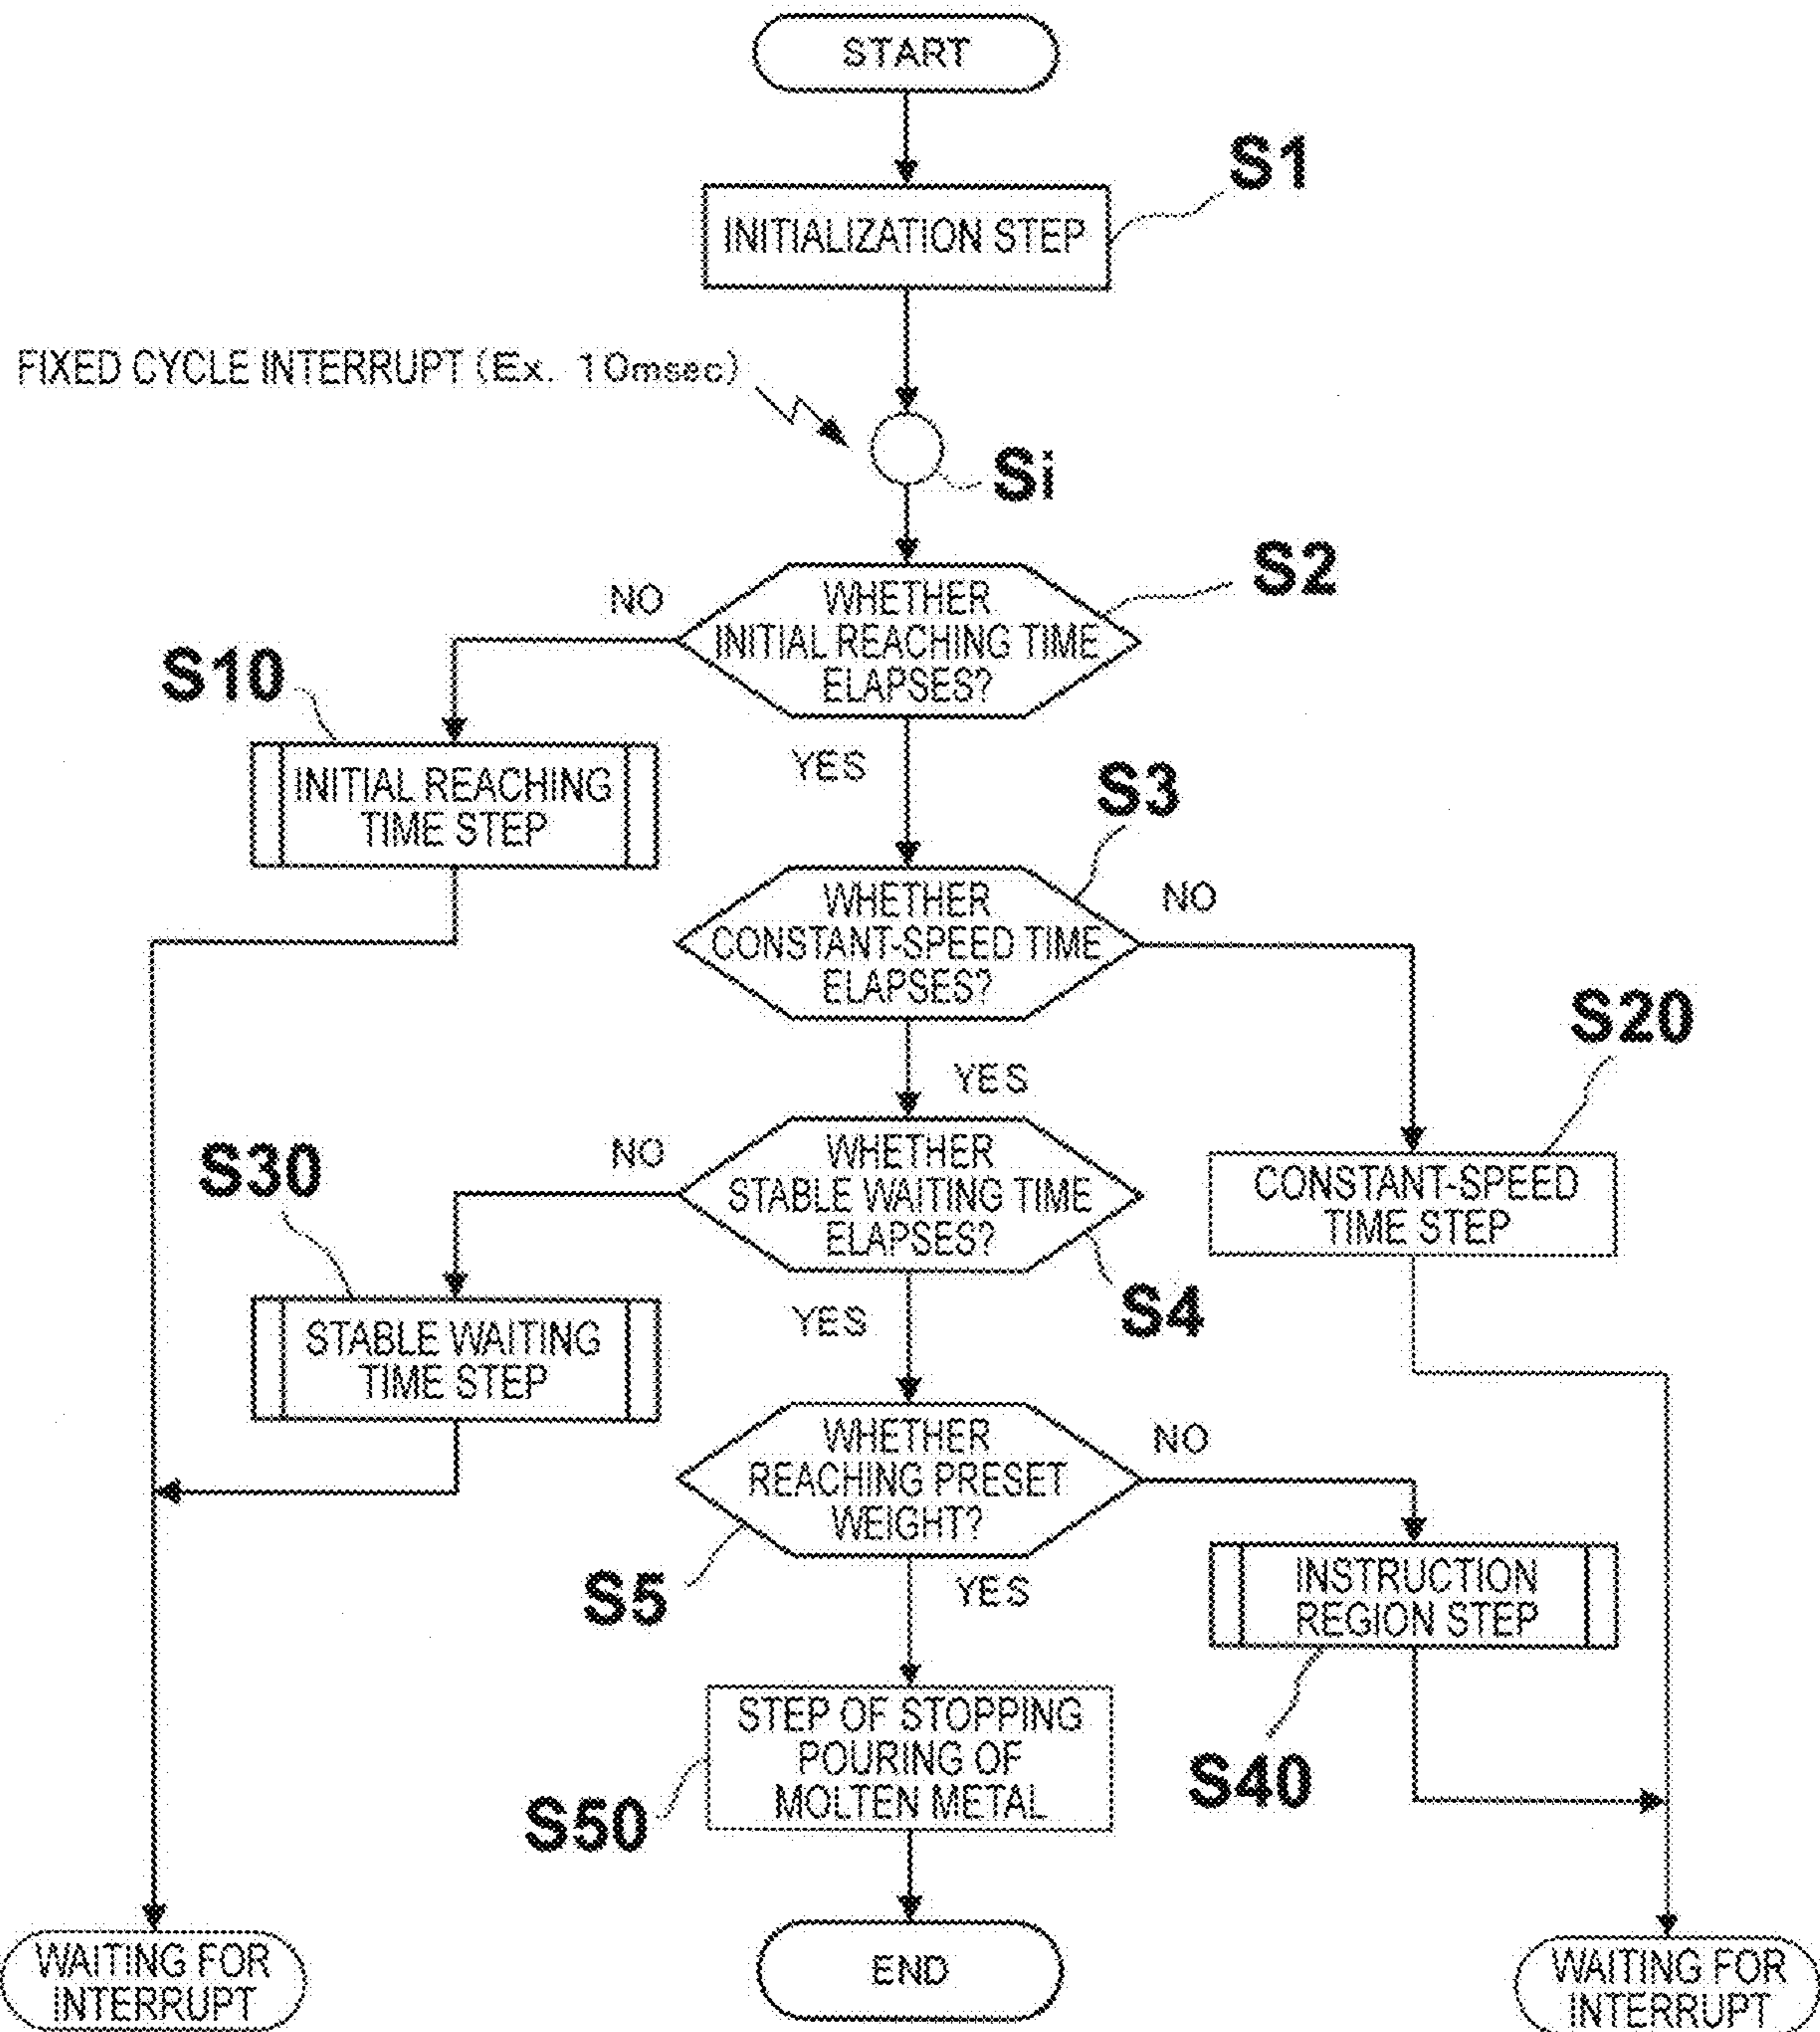 START
S1
INITIALIZATION STEP
FIXED CYCLE INTERRUPT (Ex. 10msec)
Si
S2
NO
WHETHER
INITIAL REACHING TIME
ELAPSES?
S10
YES
INITIAL REACHING
TIME STEP
S3
WHETHER
CONSTANT-SPEED TIME
ELAPSES?
NO
S20
YES
S30
NO
WHETHER
STABLE WAITING TIME
ELAPSES?
CONSTANT-SPEED
TIME STEP
S4
YES
STABLE WAITING
TIME STEP
WHETHER
REACHING PRESET
WEIGHT?
NO
S5
YES
INSTRUCTION
REGION STEP
STEP OF STOPPING
POURING OF
MOLTEN METAL
S40
S50
WAITING FOR
INTERRUPT
END
WAITING FOR
INTERRUPT